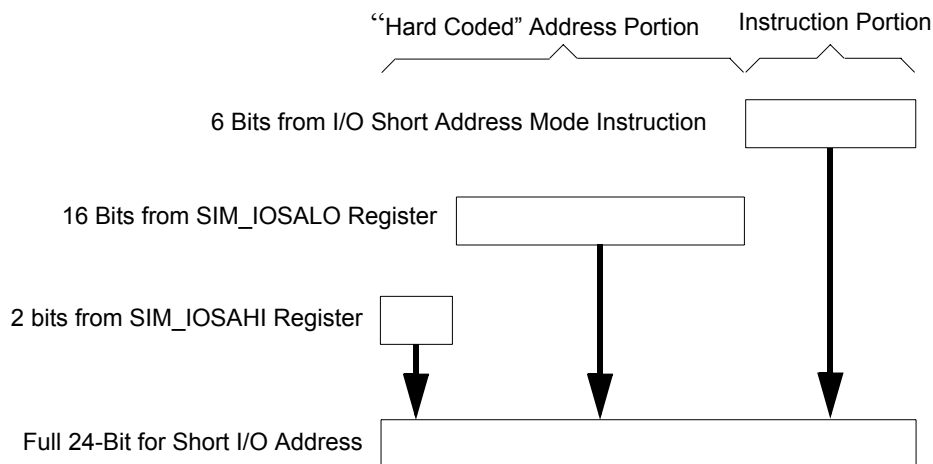 “Hard Coded” Address Portion
Instruction Portion
6 Bits from I/O Short Address Mode Instruction
16 Bits from SIM_IOSALO Register
2 bits from SIM_IOSAHI Register
Full 24-Bit for Short I/O Address